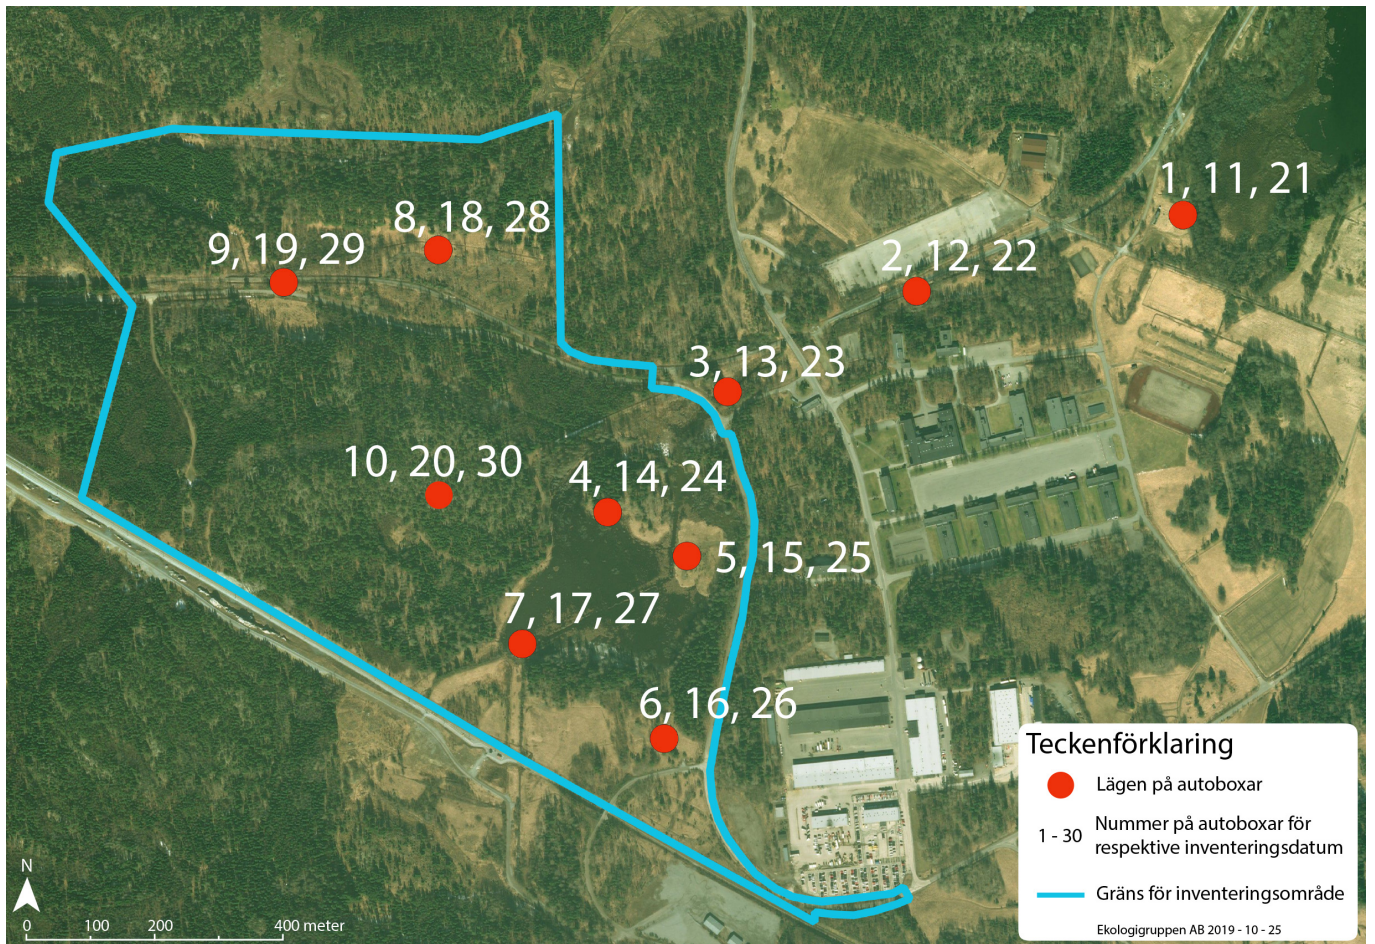 1, 11, 21
8, 18, 28
9, 19, 29
2, 12, 22
3, 13, 23
10, 20, 30
4, 14, 24
5, 15, 25
7, 17, 27
6, 16, 26
Teckenförklaring
Lägen på autoboxar
1 - 30
Nummer på autoboxar för
respektive inventeringsdatum
Gräns för inventeringsområde
Ekologigruppen AB 2019 - 10 - 25
N
0 100 200 400 meter